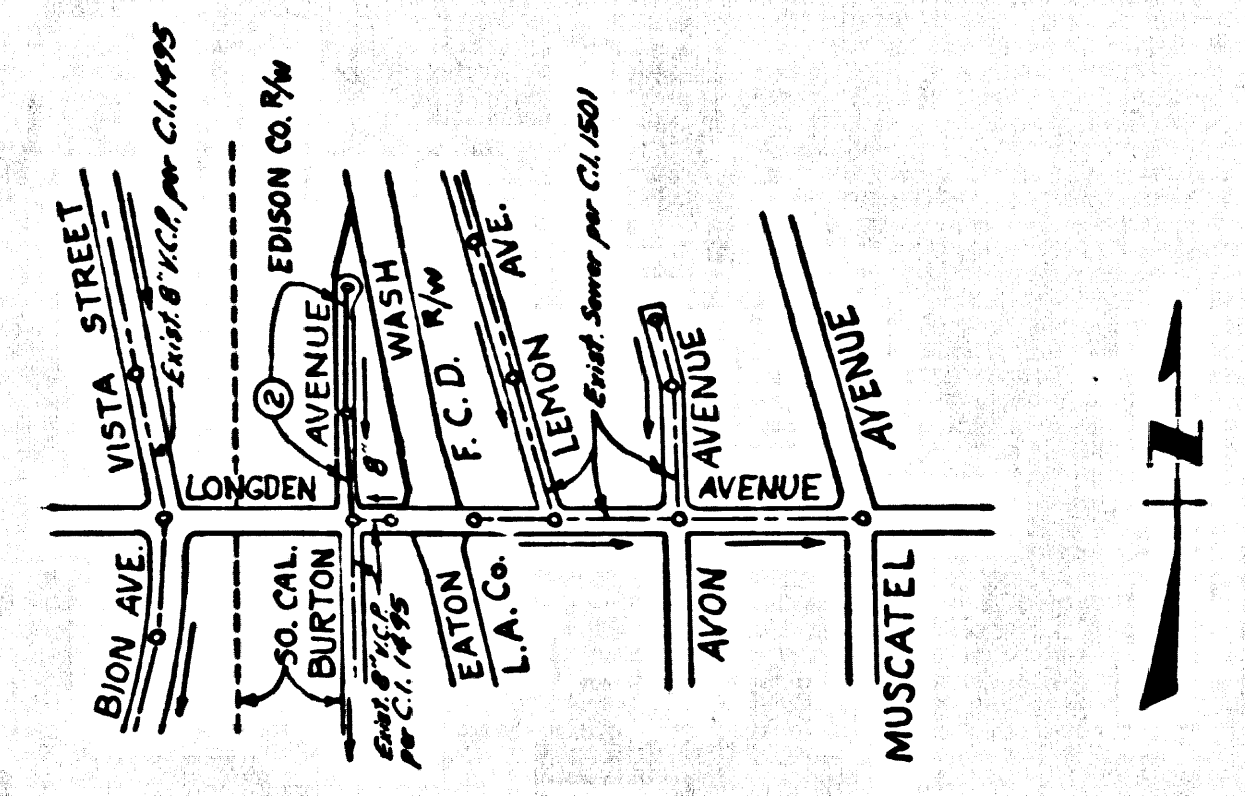 VISTA STREET
Exist. 8" V.C.P. per C.I. 1495
EDISON CO. R/W
2
AVENUE
8"
WASH
F.C.D. R/W
LEMON AVE.
Exist. Sewer per C.I. 1501
AVENUE
AVENUE
LONGDEN
AVENUE
BION AVE.
SO. CAL.
BURTON
Exist. 8" V.C.P.
per C.I. 1495
EATON
L.A. Co.
AVON
MUSCATEL
N